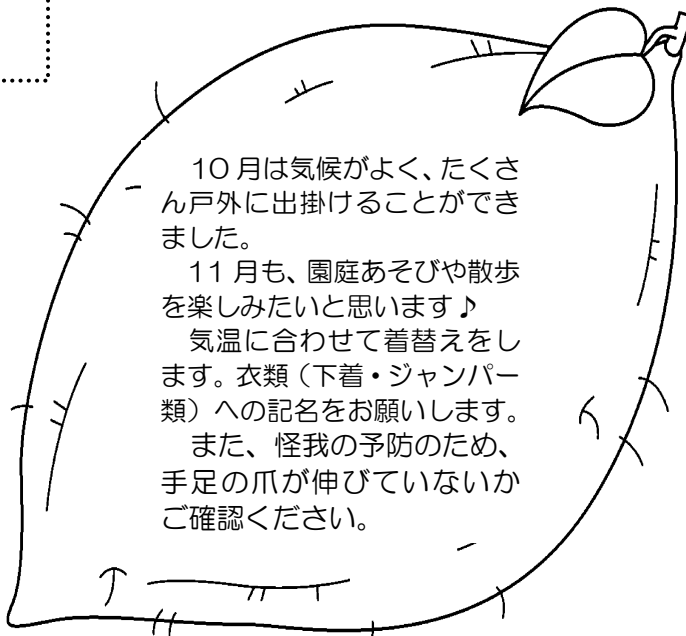 10月は気候がよく、たくさ
ん戸外に出掛けることができ
ました。
　11月も、園庭あそびや散歩
を楽しみたいと思います♪
　気温に合わせて着替えをし
ます。衣類（下着・ジャンパー
類）への記名をお願いします。
　また、怪我の予防のため、
手足の爪が伸びていないか
ご確認ください。